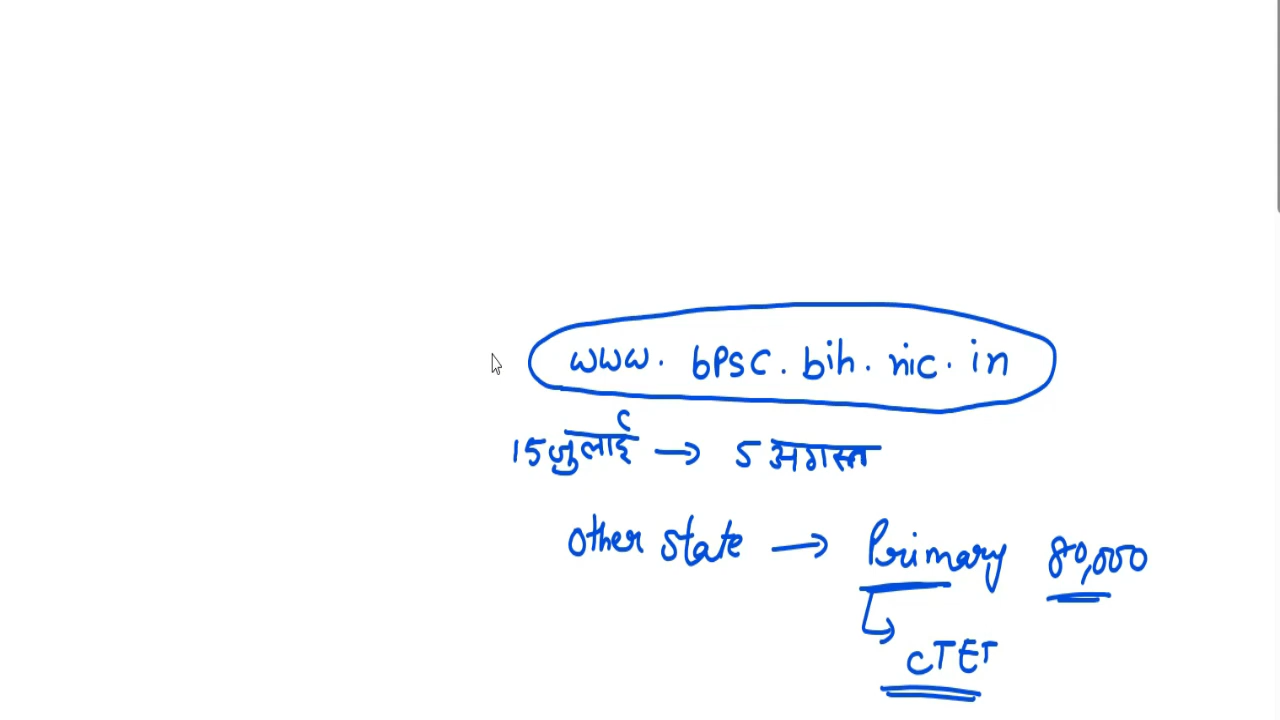 www. bpsc. bih. nic. in
15 जुलाई → 5 अगस्त
Other state → Primary 80,000
CTET